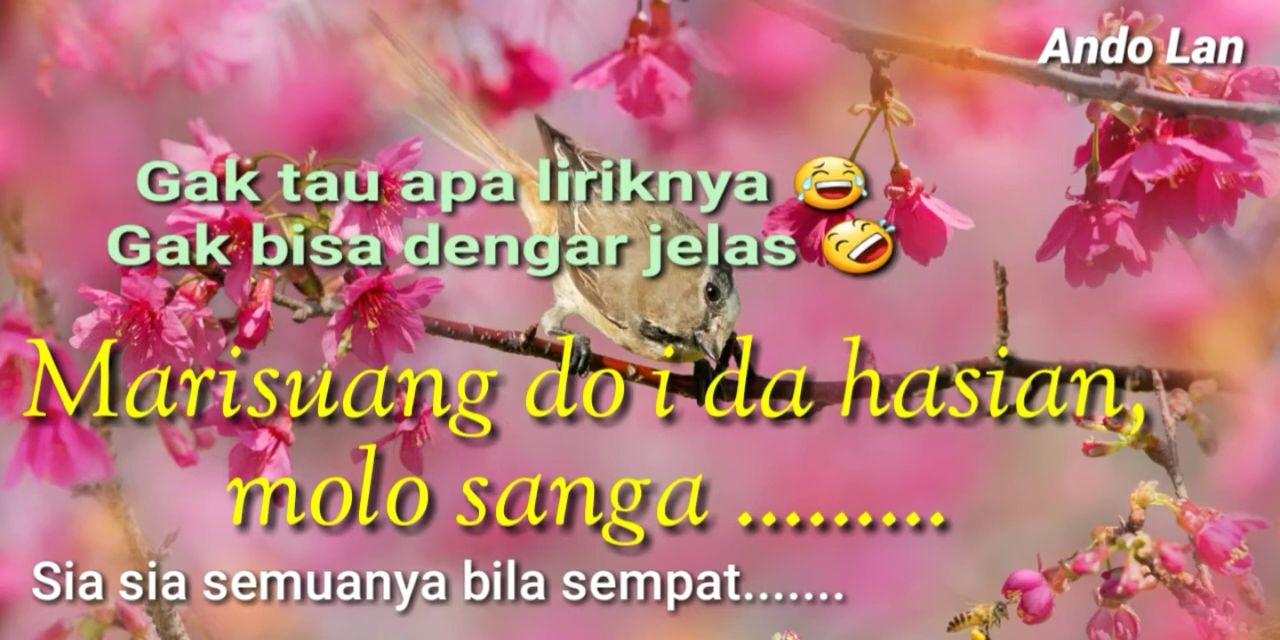 Ando Lan
Gak tau apa liriknya 😂
Gak bisa dengar jelas 🤣
Marisuang do i da hasian,
molo sanga .........
Sia sia semuanya bila sempat.......